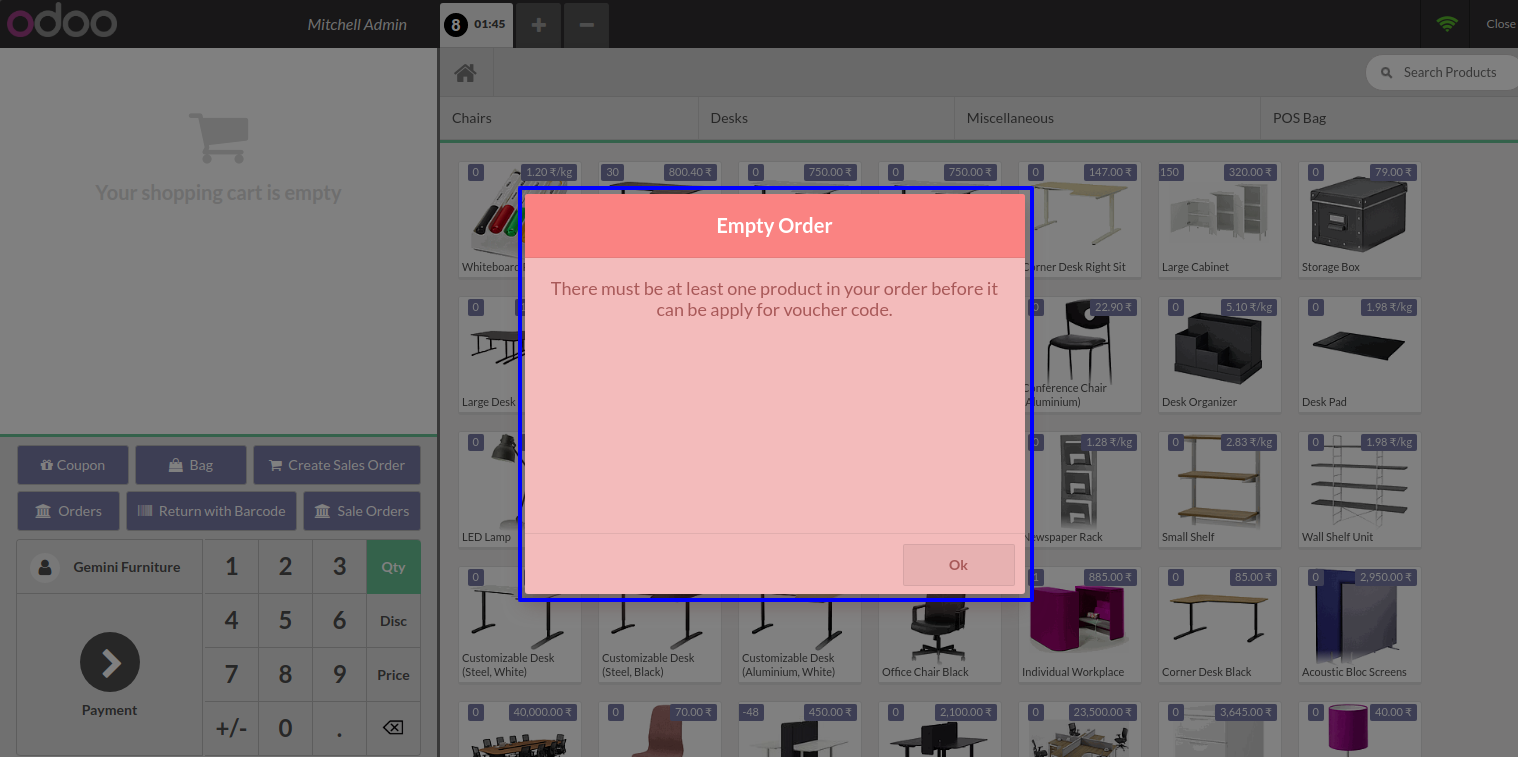 odoo
Mitchell Admin
8 01:45
+
−
Close
Search Products
Chairs
Desks
Miscellaneous
POS Bag
Your shopping cart is empty
0 1.20 ₹/kg
30 800.40 ₹
0 750.00 ₹
0 750.00 ₹
0 147.00 ₹
150 320.00 ₹
0 79.00 ₹
Whiteboard
Corner Desk Right Sit
Large Cabinet
Storage Box
Empty Order
There must be at least one product in your order before it
can be apply for voucher code.
Ok
0
0 22.90 ₹
0 5.10 ₹/kg
0 1.98 ₹/kg
Large Desk
Conference Chair
(Aluminium)
Desk Organizer
Desk Pad
0
0 1.28 ₹/kg
0 2.83 ₹/kg
0 1.98 ₹/kg
LED Lamp
Newspaper Rack
Small Shelf
Wall Shelf Unit
0
885.00 ₹
0 85.00 ₹
0 2,950.00 ₹
Customizable Desk
(Steel, White)
Customizable Desk
(Steel, Black)
Customizable Desk
(Aluminium, White)
Office Chair Black
Individual Workplace
Corner Desk Black
Acoustic Bloc Screens
0 40,000.00 ₹
0 70.00 ₹
-48 450.00 ₹
0 2,100.00 ₹
0 23,500.00 ₹
0 3,645.00 ₹
0 40.00 ₹
Coupon
Bag
Create Sales Order
Orders
Return with Barcode
Sale Orders
Gemini Furniture
1 2 3 Qty
4 5 6 Disc
7 8 9 Price
+/- 0 .
Payment